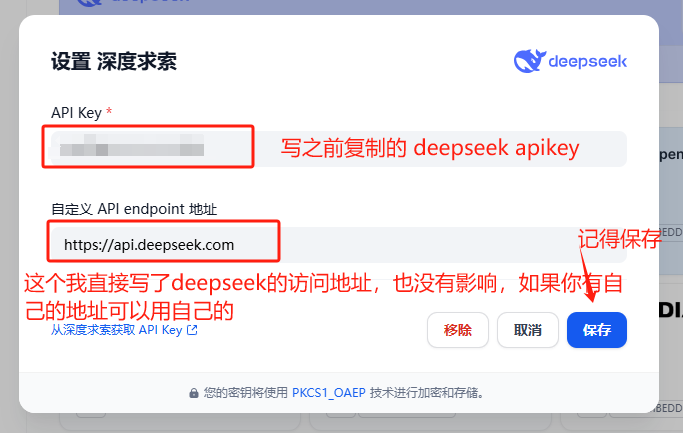 deepseek
设置 深度求索
deepseek
API Key *
写之前复制的 deepseek apikey
pen
自定义 API endpoint 地址
https://api.deepseek.com
记得保存
BEDD
这个我直接写了deepseek的访问地址，也没有影响，如果你有自
己的地址可以用自己的
从深度求索获取 API Key
移除
取消
保存
DIA
您的密钥将使用 PKCS1_OAEP 技术进行加密和存储。
BEDD